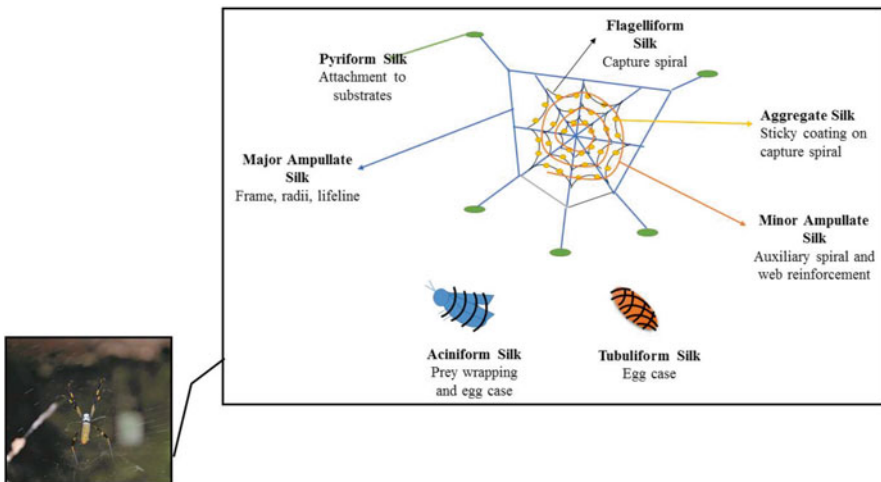 Flagelliform
Silk
Capture spiral
Pyriform Silk
Attachment to
substrates
Aggregate Silk
Sticky coating on
capture spiral
Major Ampullate
Silk
Frame, radii, lifeline
Minor Ampullate
Silk
Auxiliary spiral and
web reinforcement
Aciniform Silk
Prey wrapping
and egg case
Tubuliform Silk
Egg case